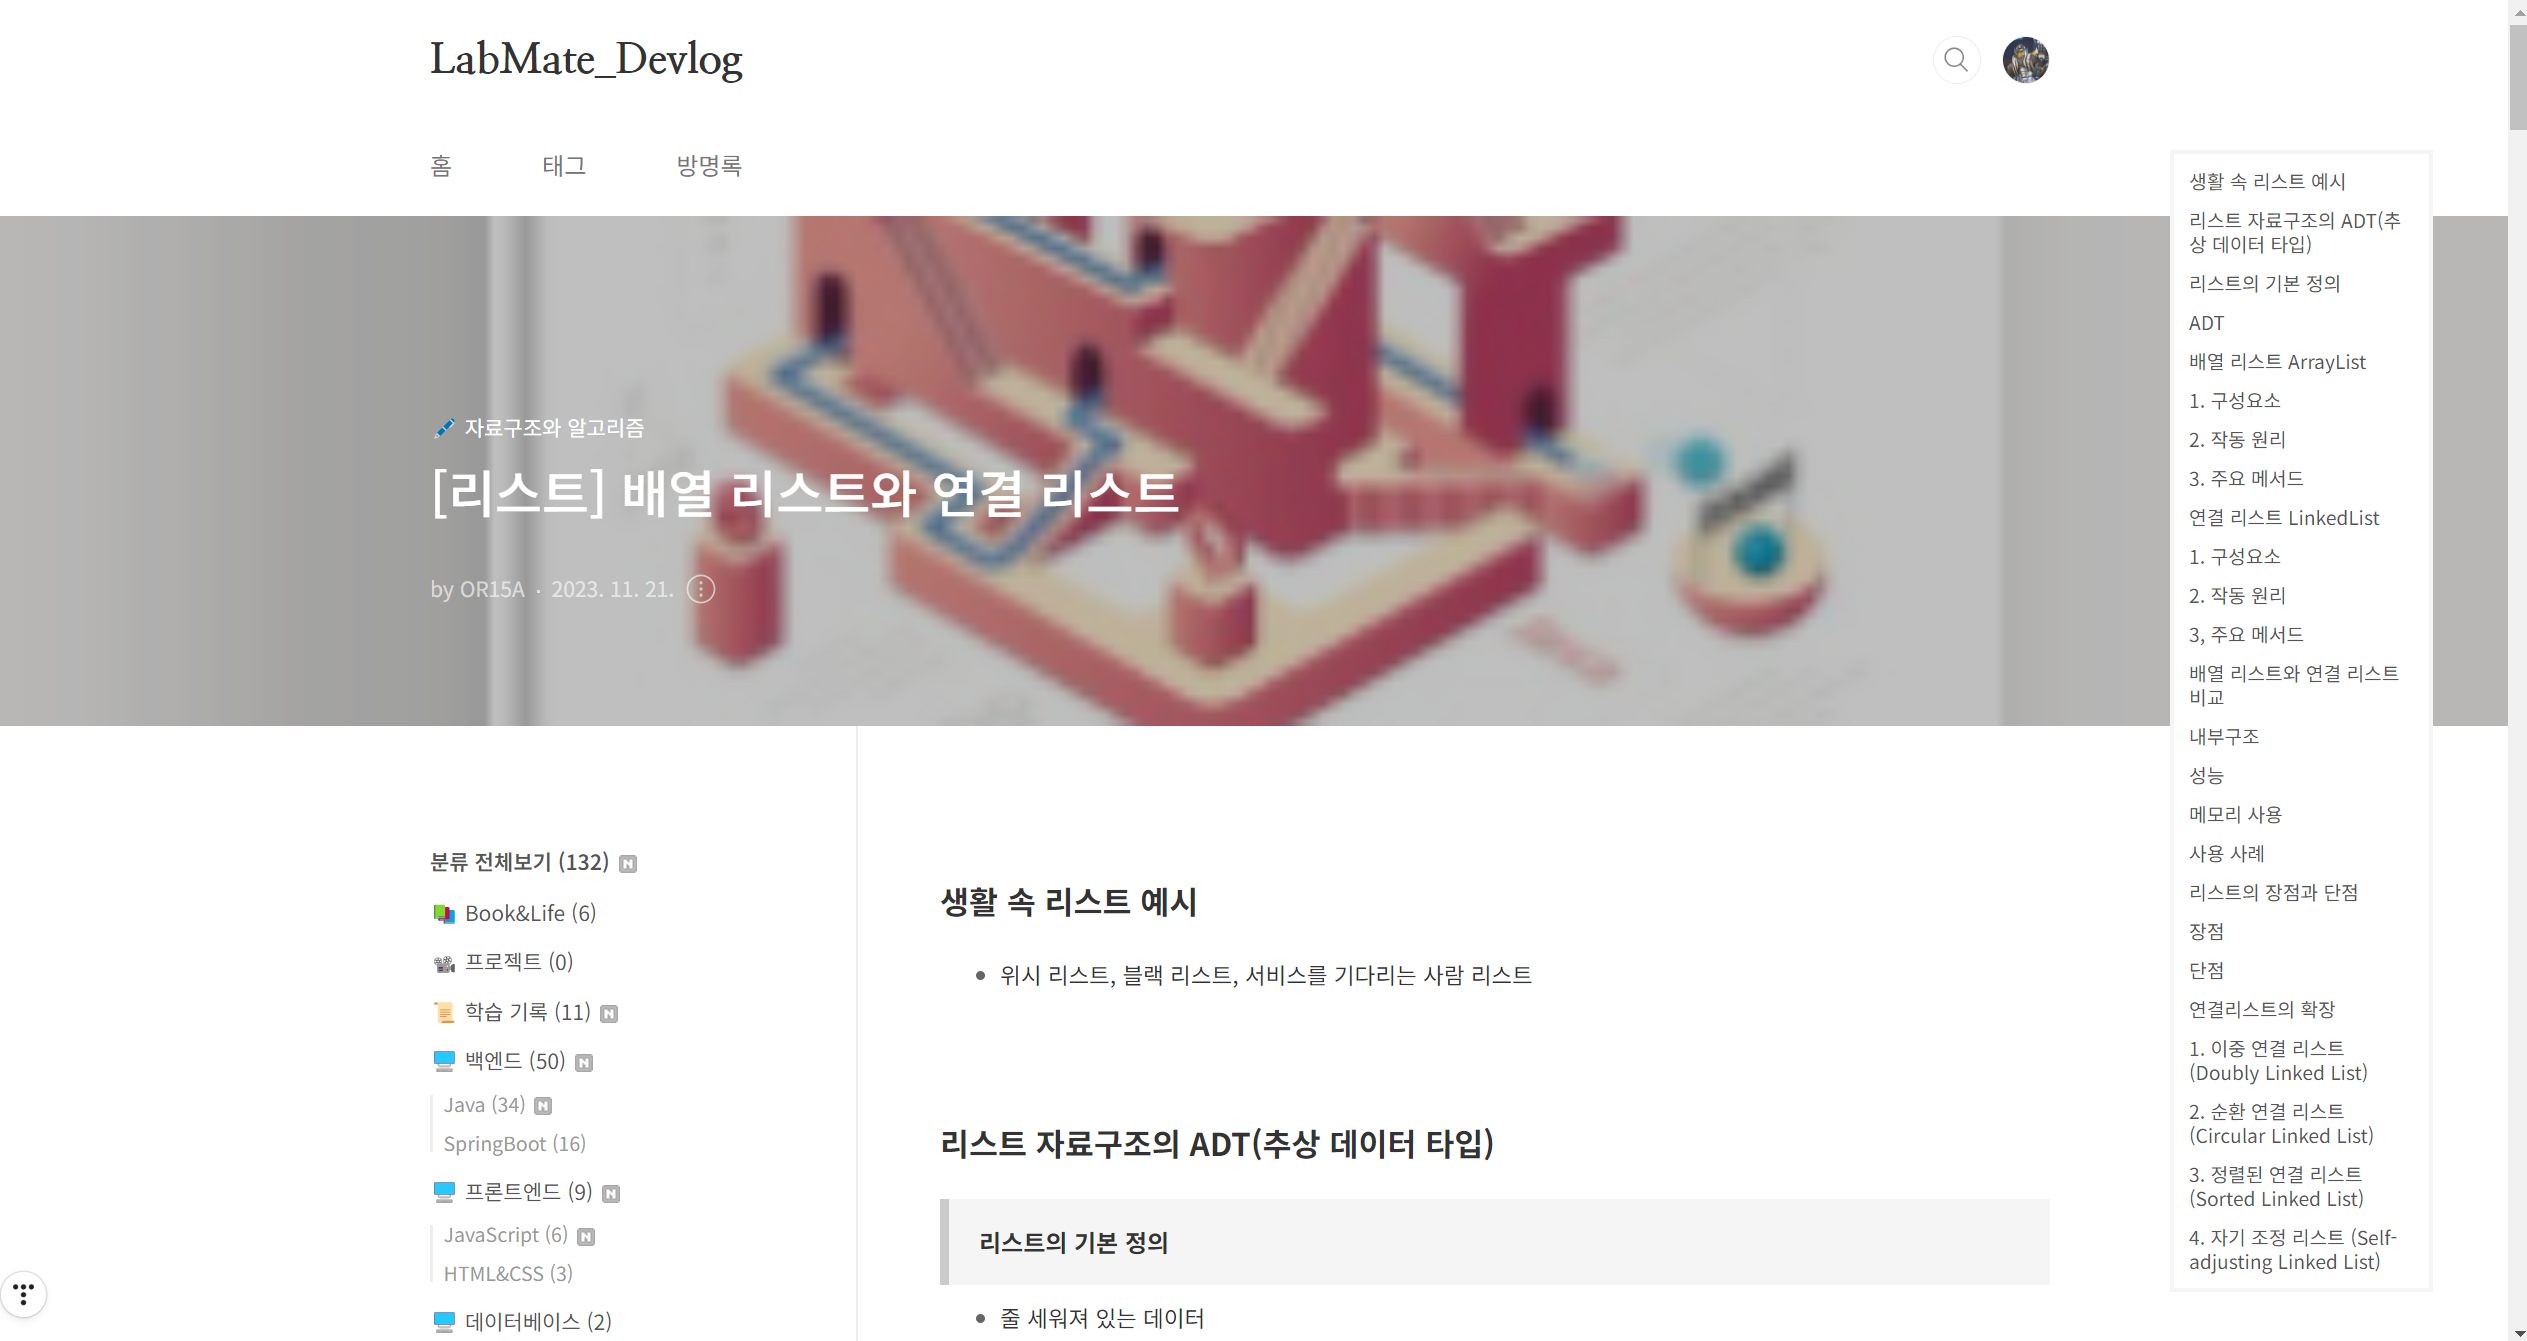 LabMate_Devlog
홈
태그
방명록
자료구조와 알고리즘
[리스트] 배열 리스트와 연결 리스트
by OR15A · 2023. 11. 21.
분류 전체보기 (132) N
Book&Life (6)
프로젝트 (0)
학습 기록 (11) N
백엔드 (50) N
Java (34) N
SpringBoot (16)
프론트엔드 (9) N
JavaScript (6) N
HTML&CSS (3)
데이터베이스 (2)
생활 속 리스트 예시
• 위시 리스트, 블랙 리스트, 서비스를 기다리는 사람 리스트
리스트 자료구조의 ADT(추상 데이터 타입)
리스트의 기본 정의
• 줄 세워져 있는 데이터
생활 속 리스트 예시
리스트 자료구조의 ADT(추
상 데이터 타입)
리스트의 기본 정의
ADT
배열 리스트 ArrayList
1. 구성요소
2. 작동 원리
3. 주요 메서드
연결 리스트 LinkedList
1. 구성요소
2. 작동 원리
3, 주요 메서드
배열 리스트와 연결 리스트
비교
내부구조
성능
메모리 사용
사용 사례
리스트의 장점과 단점
장점
단점
연결리스트의 확장
1. 이중 연결 리스트
(Doubly Linked List)
2. 순환 연결 리스트
(Circular Linked List)
3. 정렬된 연결 리스트
(Sorted Linked List)
4. 자기 조정 리스트 (Self-
adjusting Linked List)